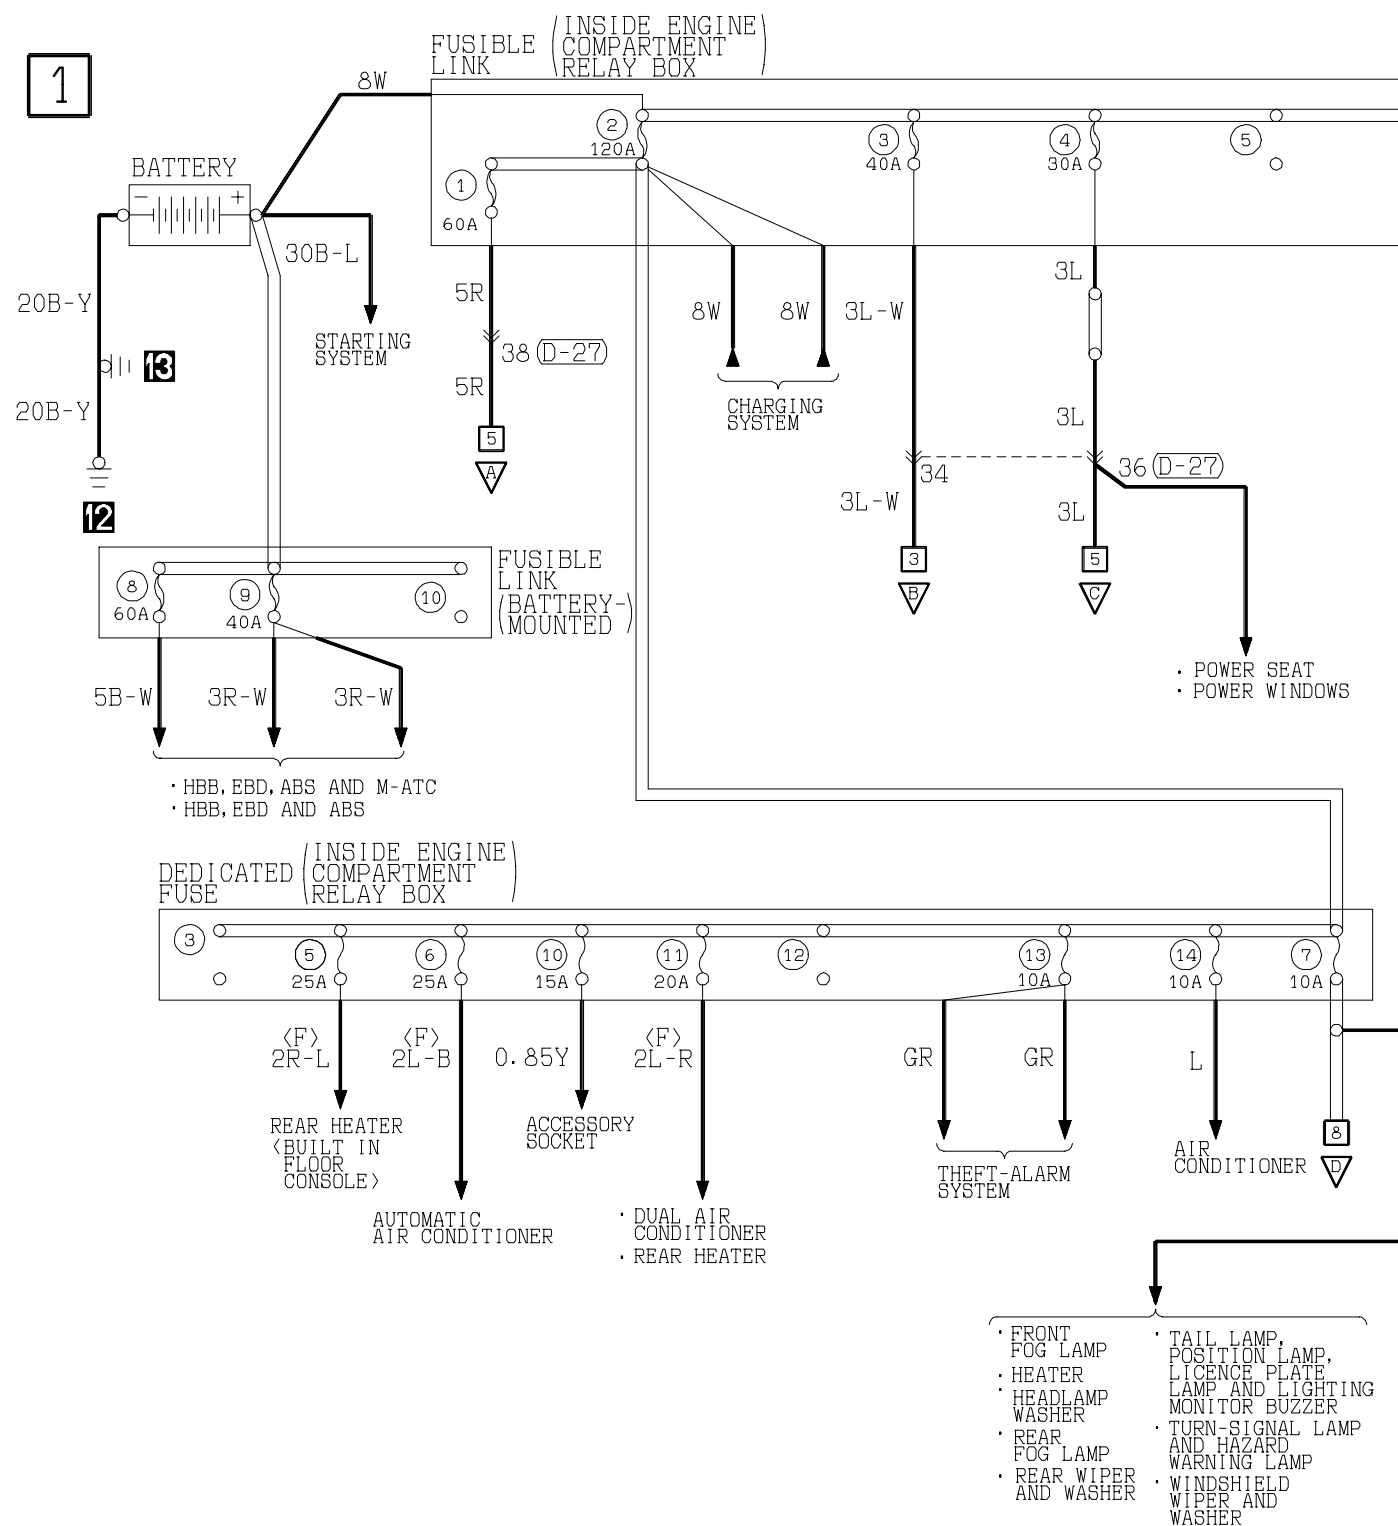 1
FUSIBLE
LINK
(INSIDE ENGINE
COMPARTMENT
RELAY BOX)
8W
BATTERY
-
+
2
120A
3
40A
4
30A
5
1
60A
30B-L
20B-Y
STARTING
SYSTEM
13
20B-Y
12
5R
38 (D-27)
5R
5
A
8W
8W
CHARGING
SYSTEM
3L-W
34
3L-W
3
B
3L
3L
36 (D-27)
3L
5
C
· POWER SEAT
· POWER WINDOWS
FUSIBLE
LINK
(BATTERY-
MOUNTED)
8
60A
9
40A
10
5B-W
3R-W
3R-W
· HBB, EBD, ABS AND M-ATC
· HBB, EBD AND ABS
DEDICATED
FUSE
(INSIDE ENGINE
COMPARTMENT
RELAY BOX)
3
5
25A
6
25A
10
15A
11
20A
12
13
10A
14
10A
7
10A
〈F〉
2R-L
〈F〉
2L-B
0.85Y
〈F〉
2L-R
GR
GR
L
REAR HEATER
〈BUILT IN
FLOOR
CONSOLE〉
AUTOMATIC
AIR CONDITIONER
ACCESSORY
SOCKET
· DUAL AIR
CONDITIONER
· REAR HEATER
THEFT-ALARM
SYSTEM
AIR
CONDITIONER
8
D
· FRONT
FOG LAMP
· HEATER
· HEADLAMP
WASHER
· REAR
FOG LAMP
· REAR WIPER
AND WASHER
· TAIL LAMP,
POSITION LAMP,
LICENCE PLATE
LAMP AND LIGHTING
MONITOR BUZZER
· TURN-SIGNAL LAMP
AND HAZARD
WARNING LAMP
· WINDSHIELD
WIPER AND
WASHER